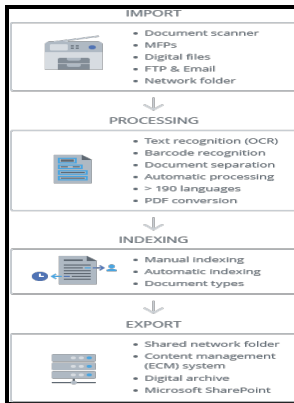 IMPORT
• Document scanner
• MFPs
• Digital files
• FTP & Email
• Network folder
PROCESSING
• Text recognition (OCR)
• Barcode recognition
• Document separation
• Automatic processing
• > 190 languages
• PDF conversion
INDEXING
• Manual indexing
• Automatic indexing
• Document types
EXPORT
• Shared network folder
• Content management
(ECM) system
• Digital archive
• Microsoft SharePoint